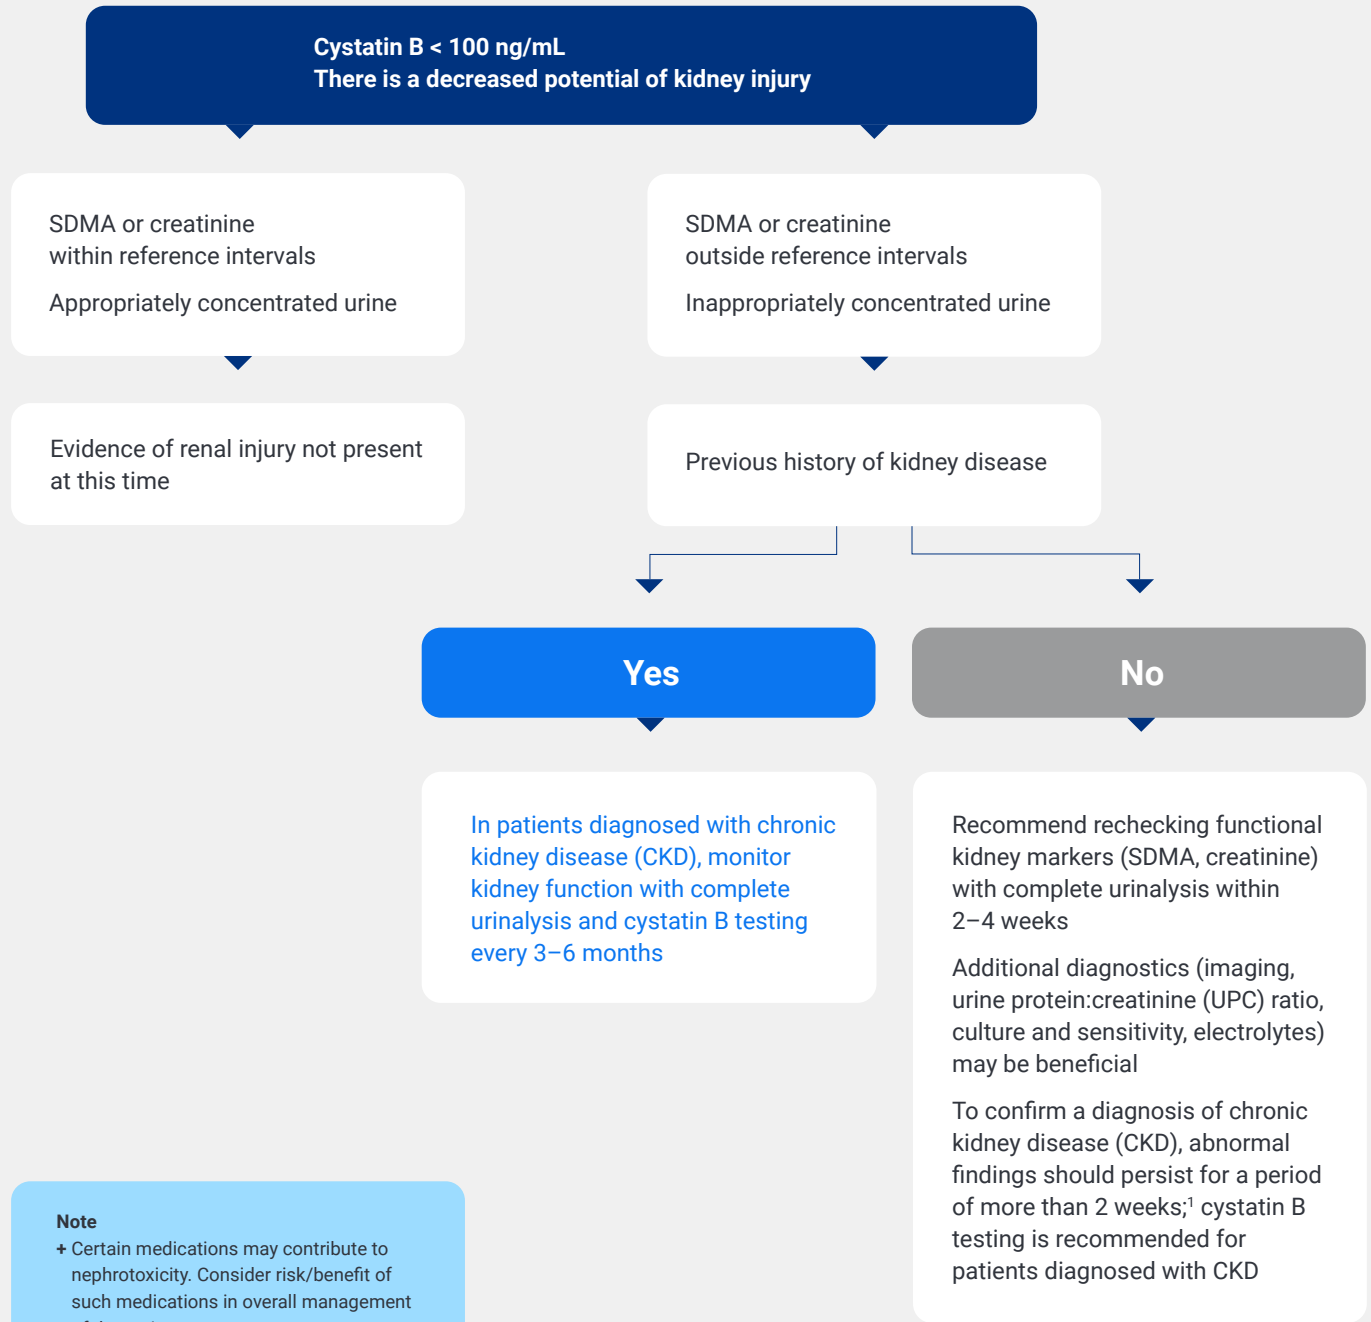 Cystatin B < 100 ng/mL
There is a decreased potential of kidney injury
SDMA or creatinine
within reference intervals
Appropriately concentrated urine
SDMA or creatinine
outside reference intervals
Inappropriately concentrated urine
Evidence of renal injury not present
at this time
Previous history of kidney disease
Yes
No
In patients diagnosed with chronic
kidney disease (CKD), monitor
kidney function with complete
urinalysis and cystatin B testing
every 3–6 months
Recommend rechecking functional
kidney markers (SDMA, creatinine)
with complete urinalysis within
2–4 weeks
Additional diagnostics (imaging,
urine protein:creatinine (UPC) ratio,
culture and sensitivity, electrolytes)
may be beneficial
To confirm a diagnosis of chronic
kidney disease (CKD), abnormal
findings should persist for a period
of more than 2 weeks;¹ cystatin B
testing is recommended for
patients diagnosed with CKD
Note
+ Certain medications may contribute to
nephrotoxicity. Consider risk/benefit of
such medications in overall management